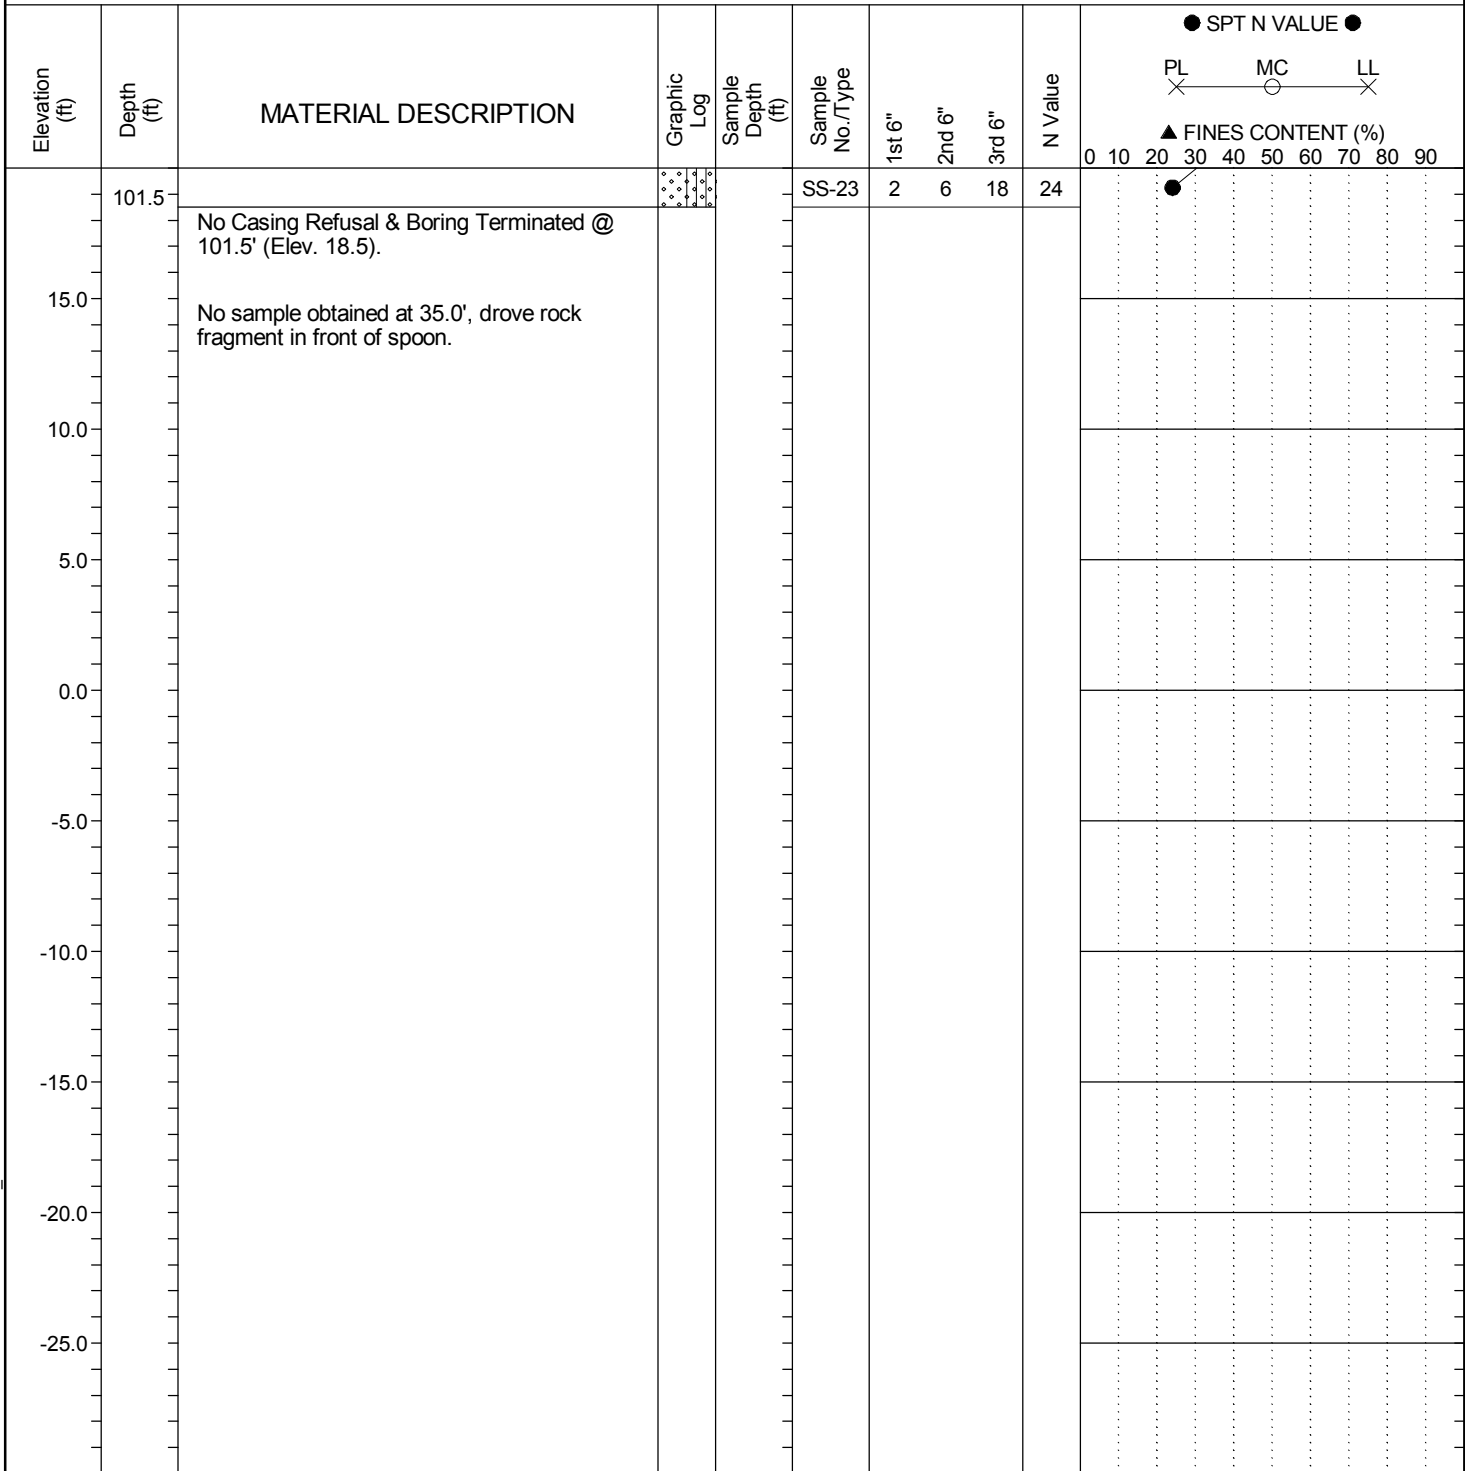 Elevation
(ft)
Depth
(ft)
MATERIAL DESCRIPTION
Graphic
Log
Sample
Depth
(ft)
Sample
No./Type
1st 6"
2nd 6"
3rd 6"
N Value
● SPT N VALUE ●
PL MC LL
▲ FINES CONTENT (%)
0 10 20 30 40 50 60 70 80 90
101.5 SS-23 2 6 18 24
No Casing Refusal & Boring Terminated @
101.5' (Elev. 18.5).
15.0
No sample obtained at 35.0', drove rock
fragment in front of spoon.
10.0
5.0
0.0
-5.0
-10.0
-15.0
-20.0
-25.0